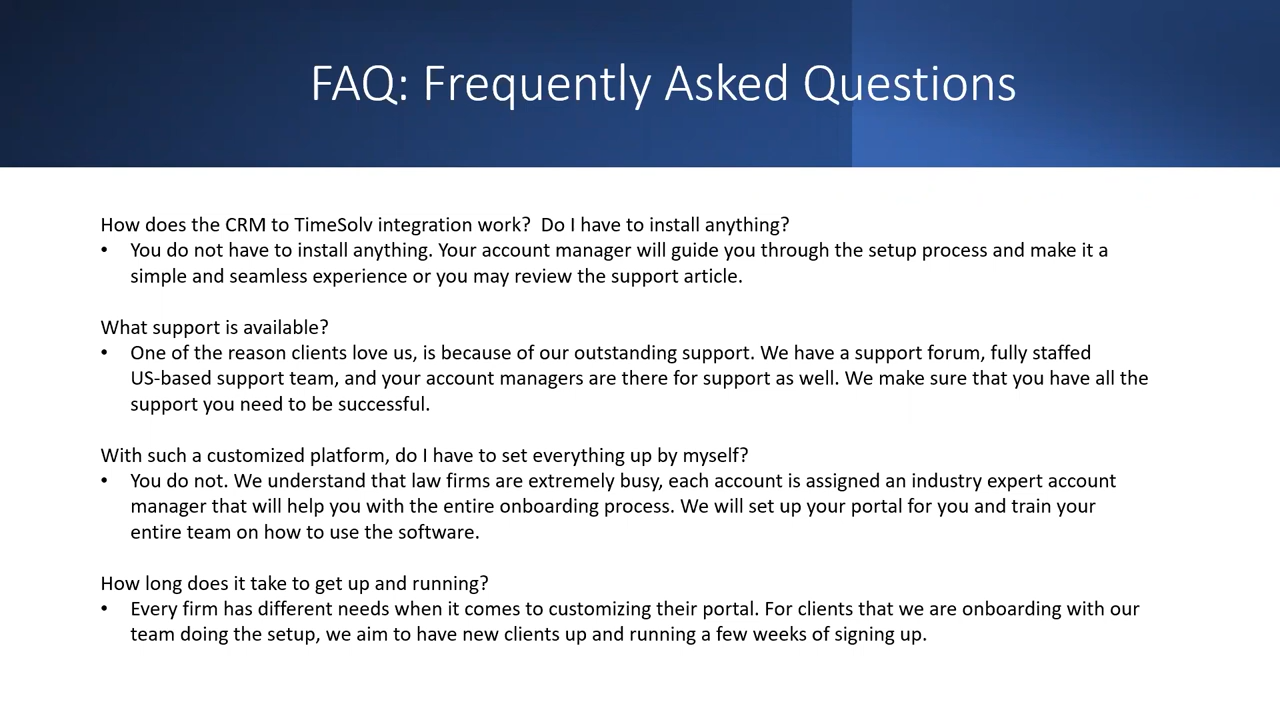 FAQ: Frequently Asked Questions
How does the CRM to TimeSolv integration work?  Do I have to install anything?
• You do not have to install anything. Your account manager will guide you through the setup process and make it a
simple and seamless experience or you may review the support article.
What support is available?
• One of the reason clients love us, is because of our outstanding support. We have a support forum, fully staffed
US-based support team, and your account managers are there for support as well. We make sure that you have all the
support you need to be successful.
With such a customized platform, do I have to set everything up by myself?
• You do not. We understand that law firms are extremely busy, each account is assigned an industry expert account
manager that will help you with the entire onboarding process. We will set up your portal for you and train your
entire team on how to use the software.
How long does it take to get up and running?
• Every firm has different needs when it comes to customizing their portal. For clients that we are onboarding with our
team doing the setup, we aim to have new clients up and running a few weeks of signing up.